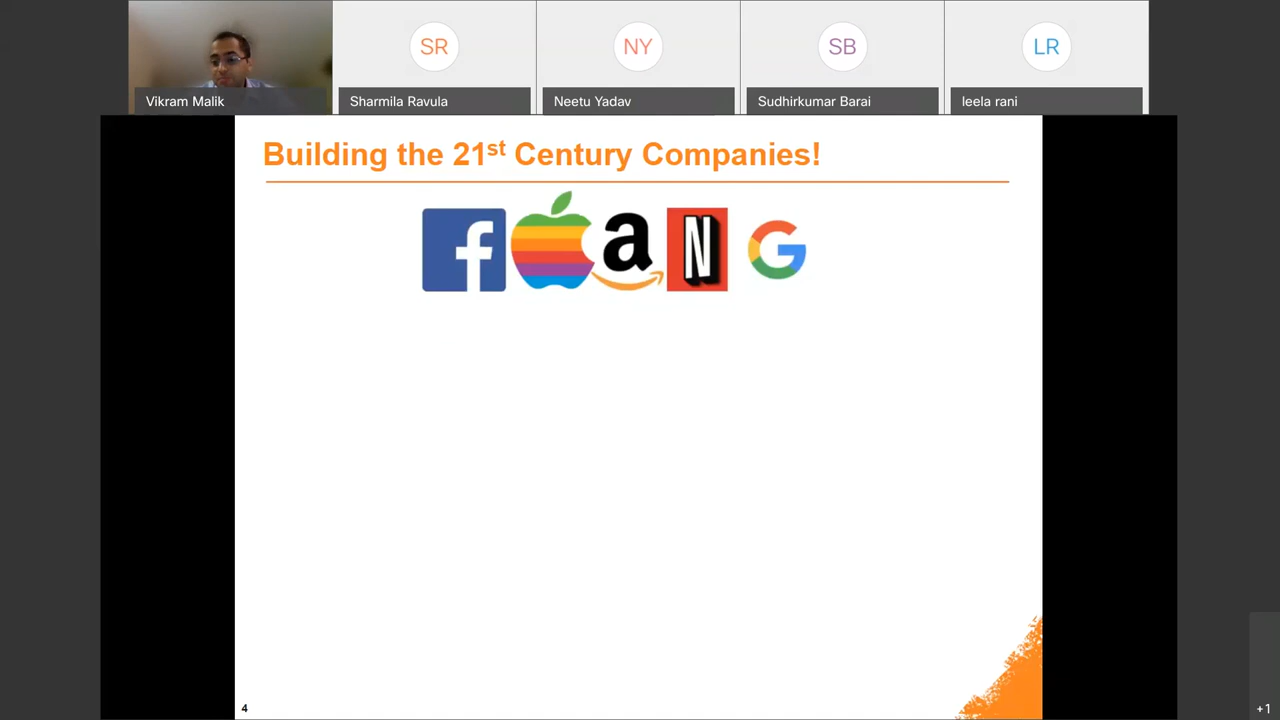 SR
NY
SB
LR
Vikram Malik
Sharmila Ravula
Neetu Yadav
Sudhirkumar Barai
leela rani
Building the 21st Century Companies!
f
a
N
G
4
+1